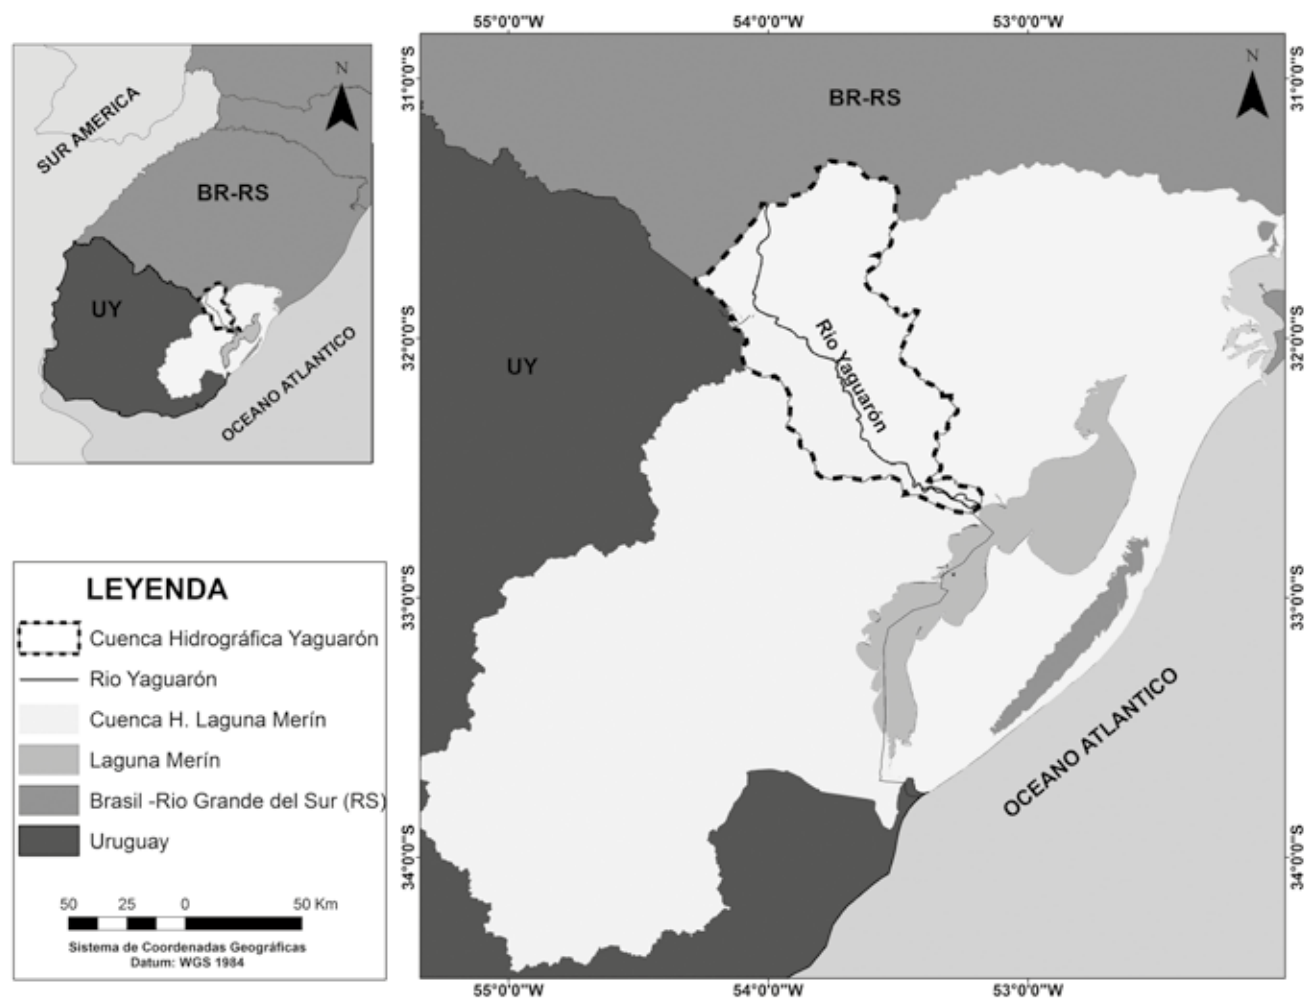 N
SUR AMERICA
BR-RS
UY
OCEANO ATLANTICO
LEYENDA
Cuenca Hidrográfica Yaguarón
Rio Yaguarón
Cuenca H. Laguna Merín
Laguna Merín
Brasil -Rio Grande del Sur (RS)
Uruguay
50 25 0 50 Km
Sistema de Coordenadas Geográficas
Datum: WGS 1984
55°0'0"W 54°0'0"W 53°0'0"W
31°0'0"S
32°0'0"S
33°0'0"S
34°0'0"S
BR-RS
N
UY
Rio Yaguarón
OCEANO ATLANTICO
31°0'0"S
32°0'0"S
33°0'0"S
34°0'0"S
55°0'0"W 54°0'0"W 53°0'0"W